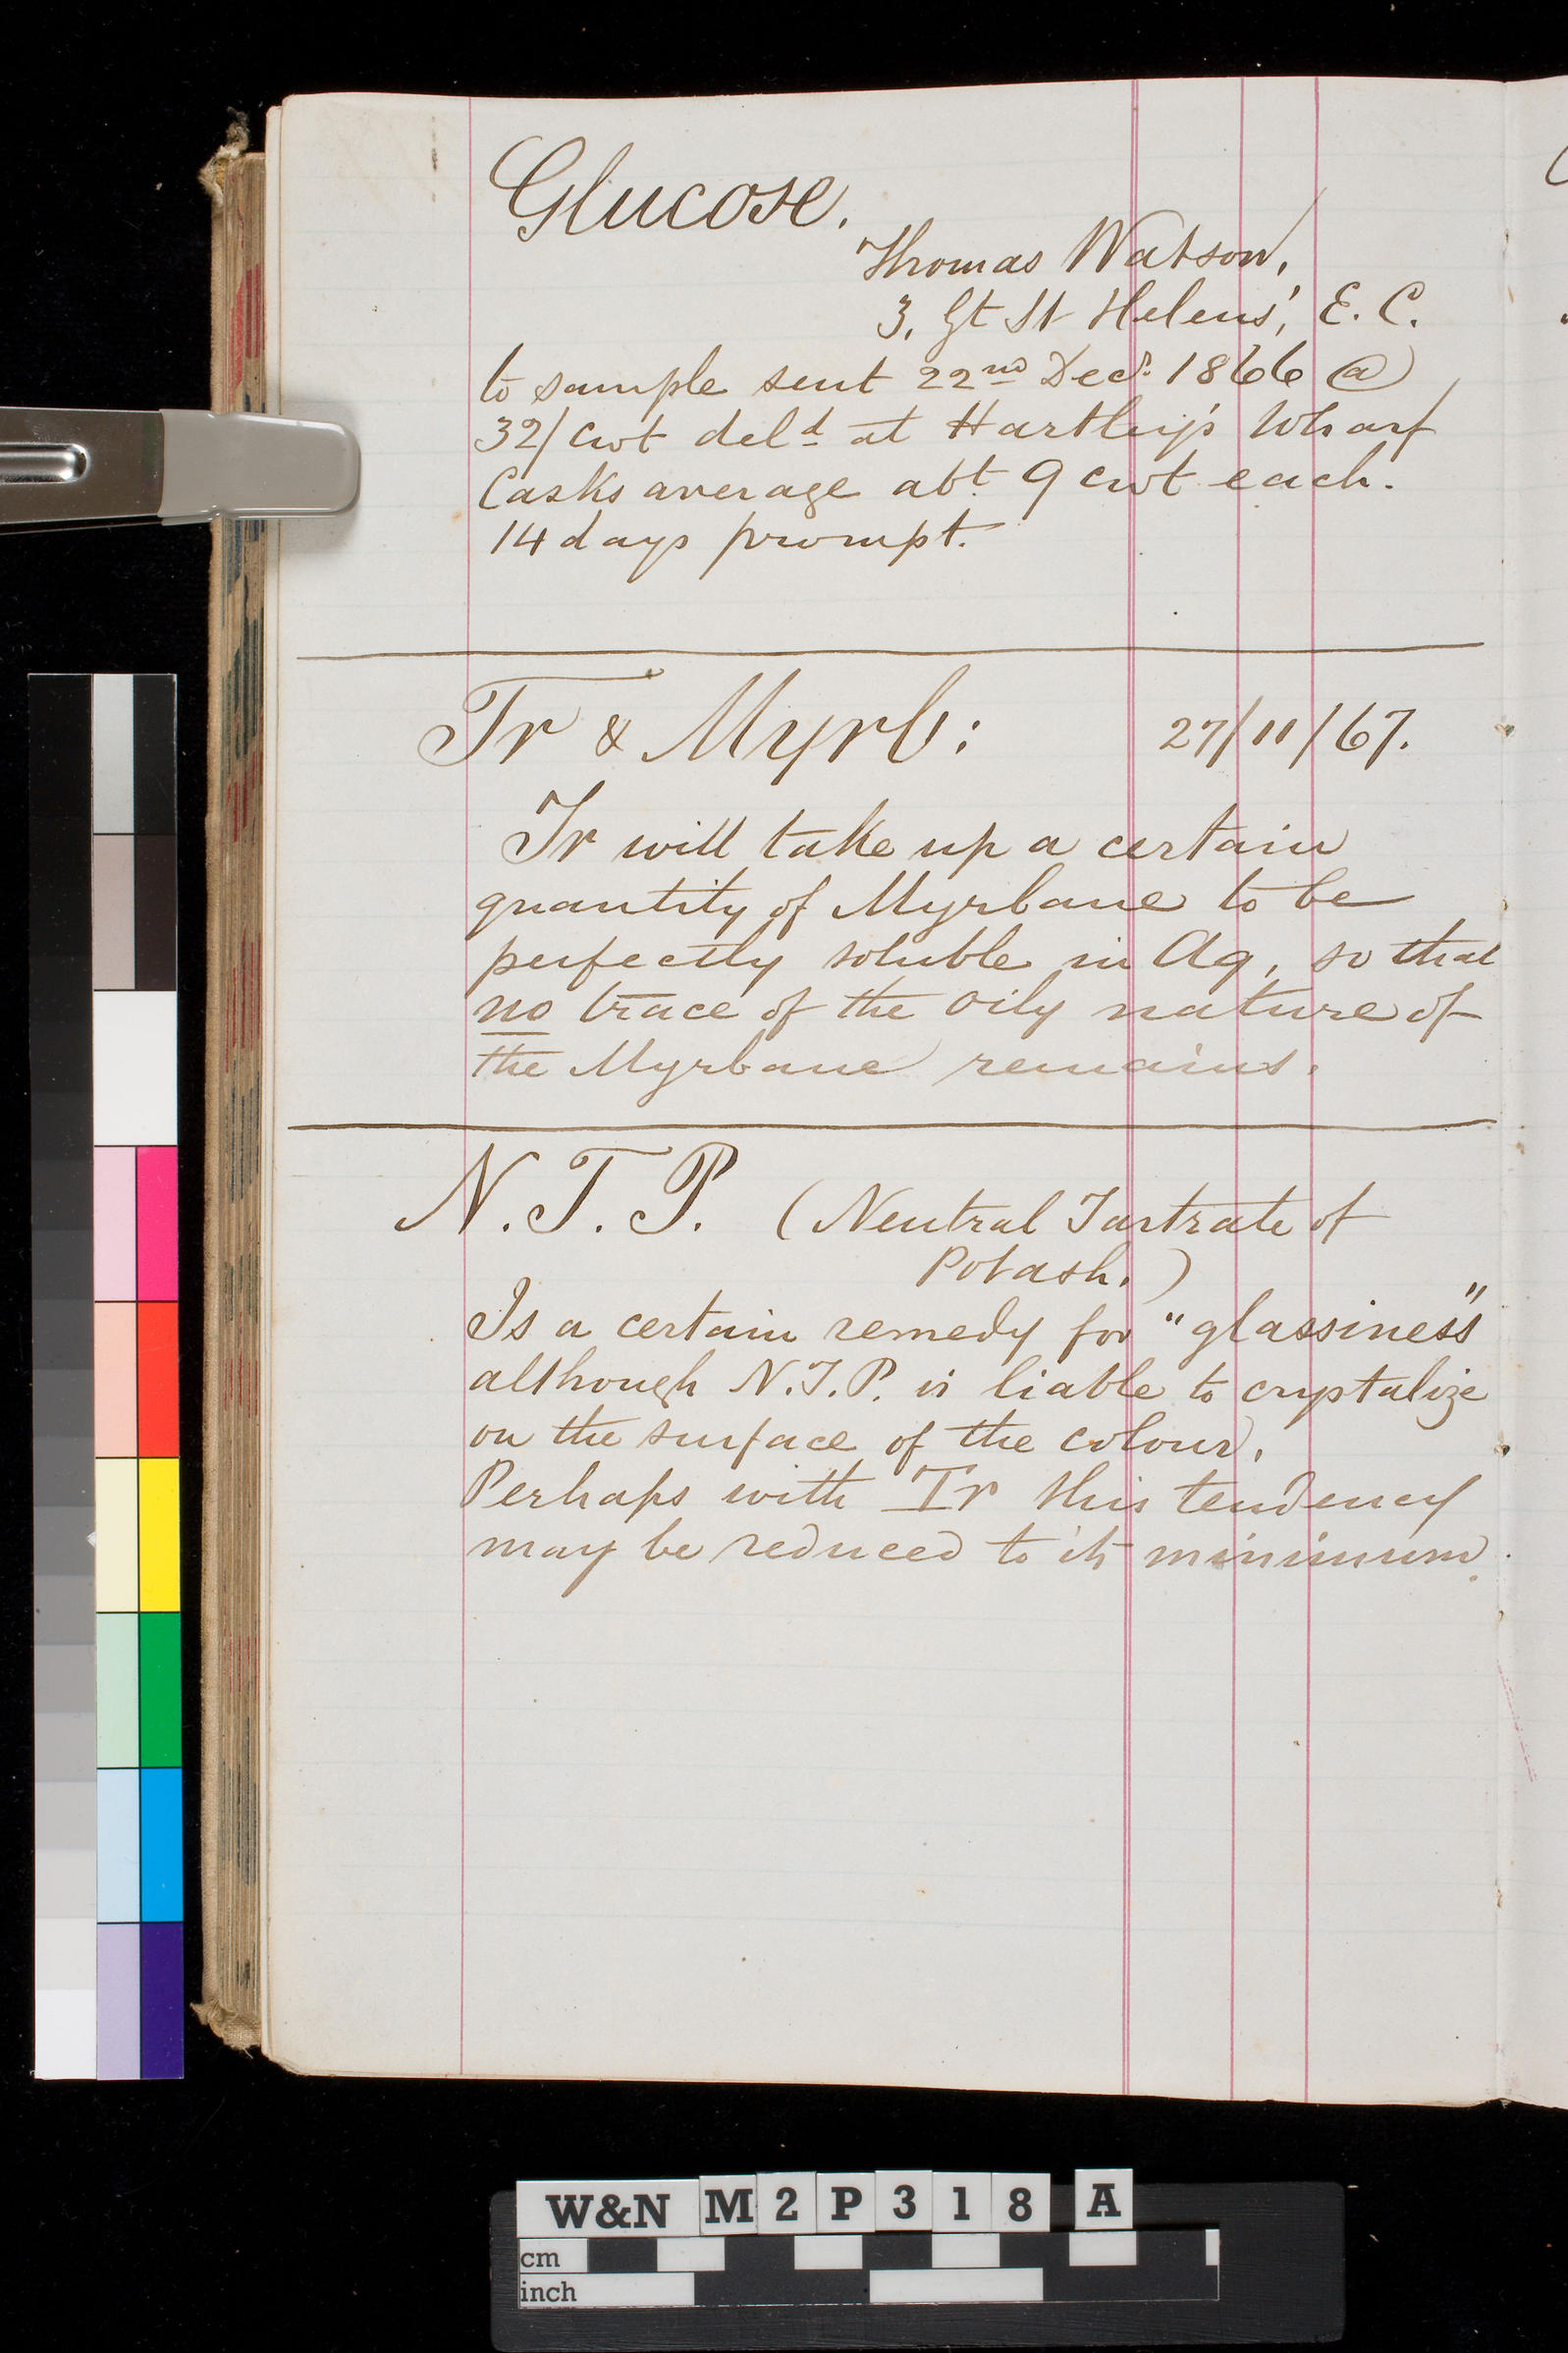 Glucose.
Thomas Watson,
3, Gt St Helens', E. C.
to sample sent 22nd Decr. 1866 @
32/ cwt deld at Hartley's Wharf
Casks average abt. 9 cwt each.
14 days prompt.
Tr & Myrb: 27/11/67.
Tr will take up a certain
quantity of Myrbane to be
perfectly soluble in Aq, so that
no trace of the oily nature of
the Myrbane remains.
N. T. P. (Neutral Tartrate of
Potash.)
Is a certain remedy for "glassiness"
although N.T.P. is liable to crystalize
on the surface of the colour.
Perhaps with Tr this tendency
may be reduced to its minimum.
W&N M2P318 A
cm
inch